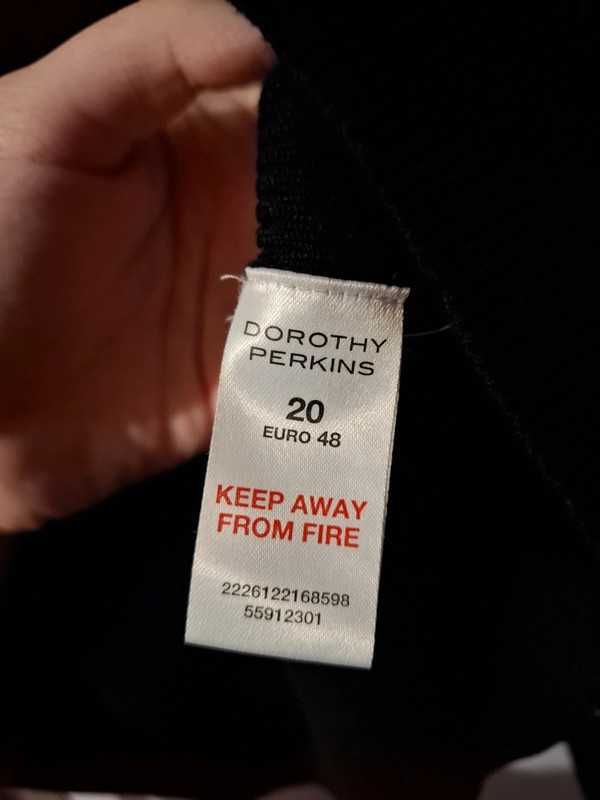 DOROTHY
PERKINS
20
EURO 48
KEEP AWAY
FROM FIRE
2226122168598
55912301